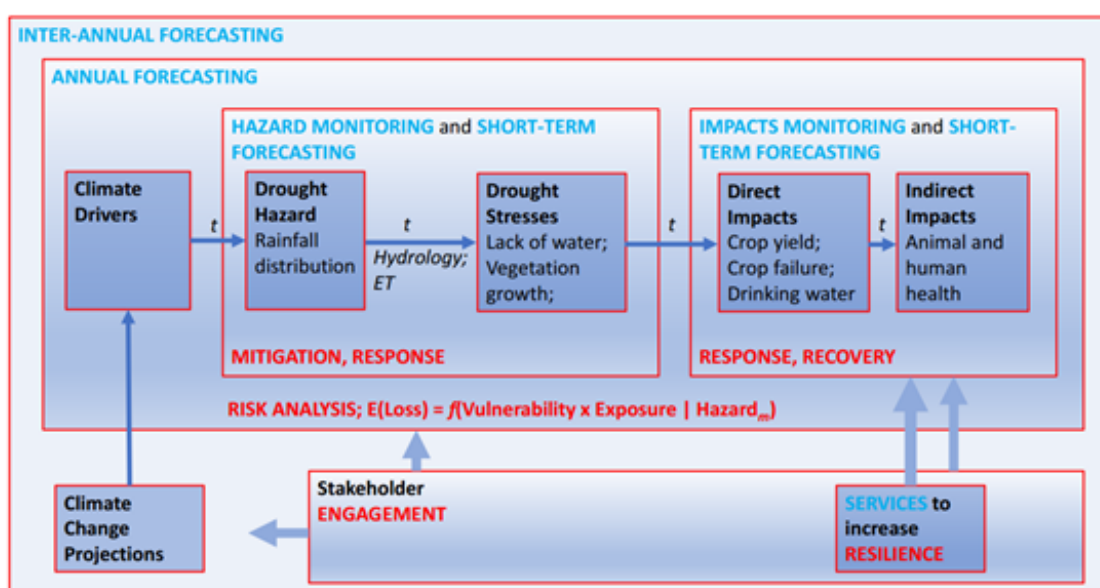 INTER-ANNUAL FORECASTING
ANNUAL FORECASTING
HAZARD MONITORING and SHORT-TERM
FORECASTING
IMPACTS MONITORING and SHORT-
TERM FORECASTING
Climate
Drivers
t
Drought
Hazard
Rainfall
distribution
t
Hydrology;
ET
Drought
Stresses
Lack of water;
Vegetation
growth;
t
Direct
Impacts
Crop yield;
Crop failure;
Drinking water
t
Indirect
Impacts
Animal and
human
health
MITIGATION, RESPONSE
RESPONSE, RECOVERY
RISK ANALYSIS; E(Loss) = f(Vulnerability x Exposure | Hazardm)
Climate
Change
Projections
Stakeholder
ENGAGEMENT
SERVICES to
increase
RESILIENCE